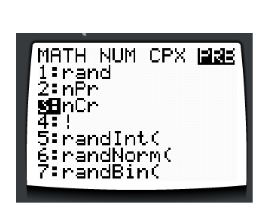 MATH NUM CPX PRB
1:rand
2:nPr
3:nCr
4:!
5:randInt(
6:randNorm(
7:randBin(